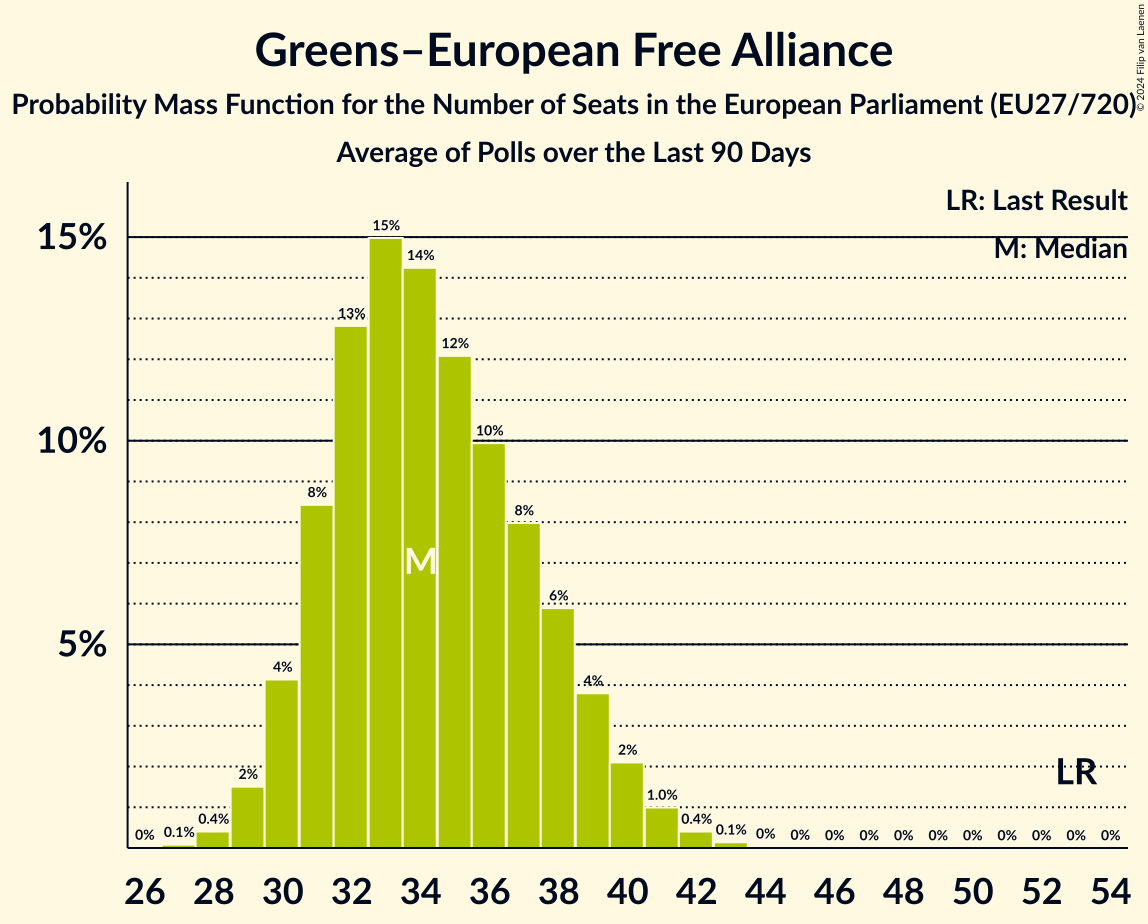 Greens–European Free Alliance
Probability Mass Function for the Number of Seats in the European Parliament (EU27/720)
Average of Polls over the Last 90 Days
© 2024 Filip van Laenen
LR: Last Result
M: Median
15%
10%
5%
0% 0.1% 0.4% 2% 4% 8% 13% 15% 14% 12% 10% 8% 6% 4% 2% 1.0% 0.4% 0.1% 0% 0% 0% 0% 0% 0% 0% 0% 0% 0% 0%
M
LR
26 28 30 32 34 36 38 40 42 44 46 48 50 52 54